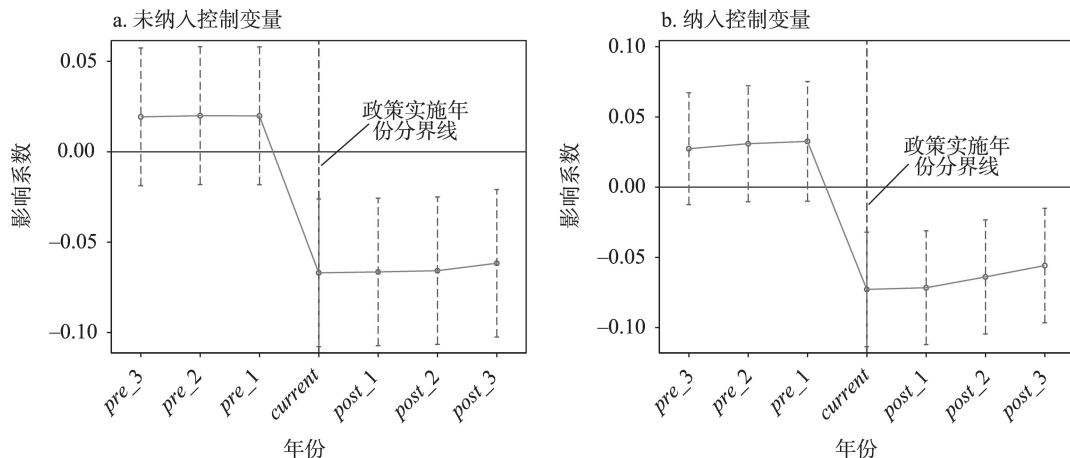 a. 未纳入控制变量
影响系数
0.05
0.00
–0.05
–0.10
政策实施年
份分界线
pre_3
pre_2
pre_1
current
post_1
post_2
post_3
年份
b. 纳入控制变量
影响系数
0.10
0.05
0.00
–0.05
–0.10
政策实施年
份分界线
pre_3
pre_2
pre_1
current
post_1
post_2
post_3
年份